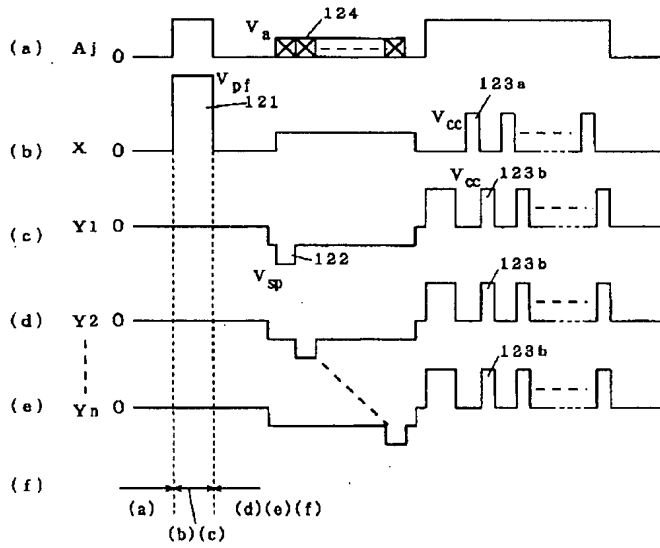 124
Va
(a) Aj 0
Vpf
121
123a
Vcc
(b) X 0
Vcc
123b
(c) Y1 0
122
Vsp
123b
(d) Y2 0
123b
(e) Yn 0
(f)
(a) (d)(e)(f)
(b)(c)